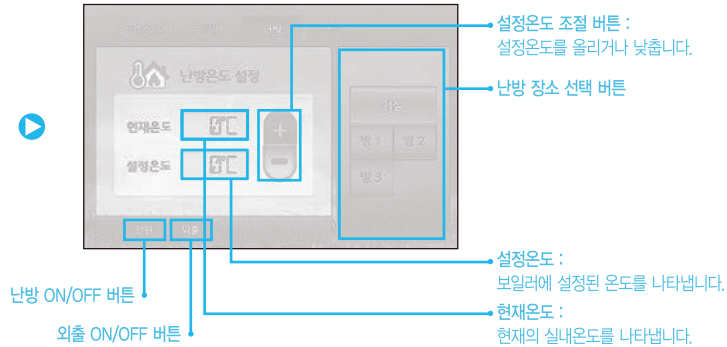 난방
난방온도 설정
현재온도
설정온도
거실
방 1
방 2
방 3
전원
외출
설정온도 조절 버튼 :
설정온도를 올리거나 낮춥니다.
난방 장소 선택 버튼
설정온도 :
보일러에 설정된 온도를 나타냅니다.
현재온도 :
현재의 실내온도를 나타냅니다.
난방 ON/OFF 버튼
외출 ON/OFF 버튼